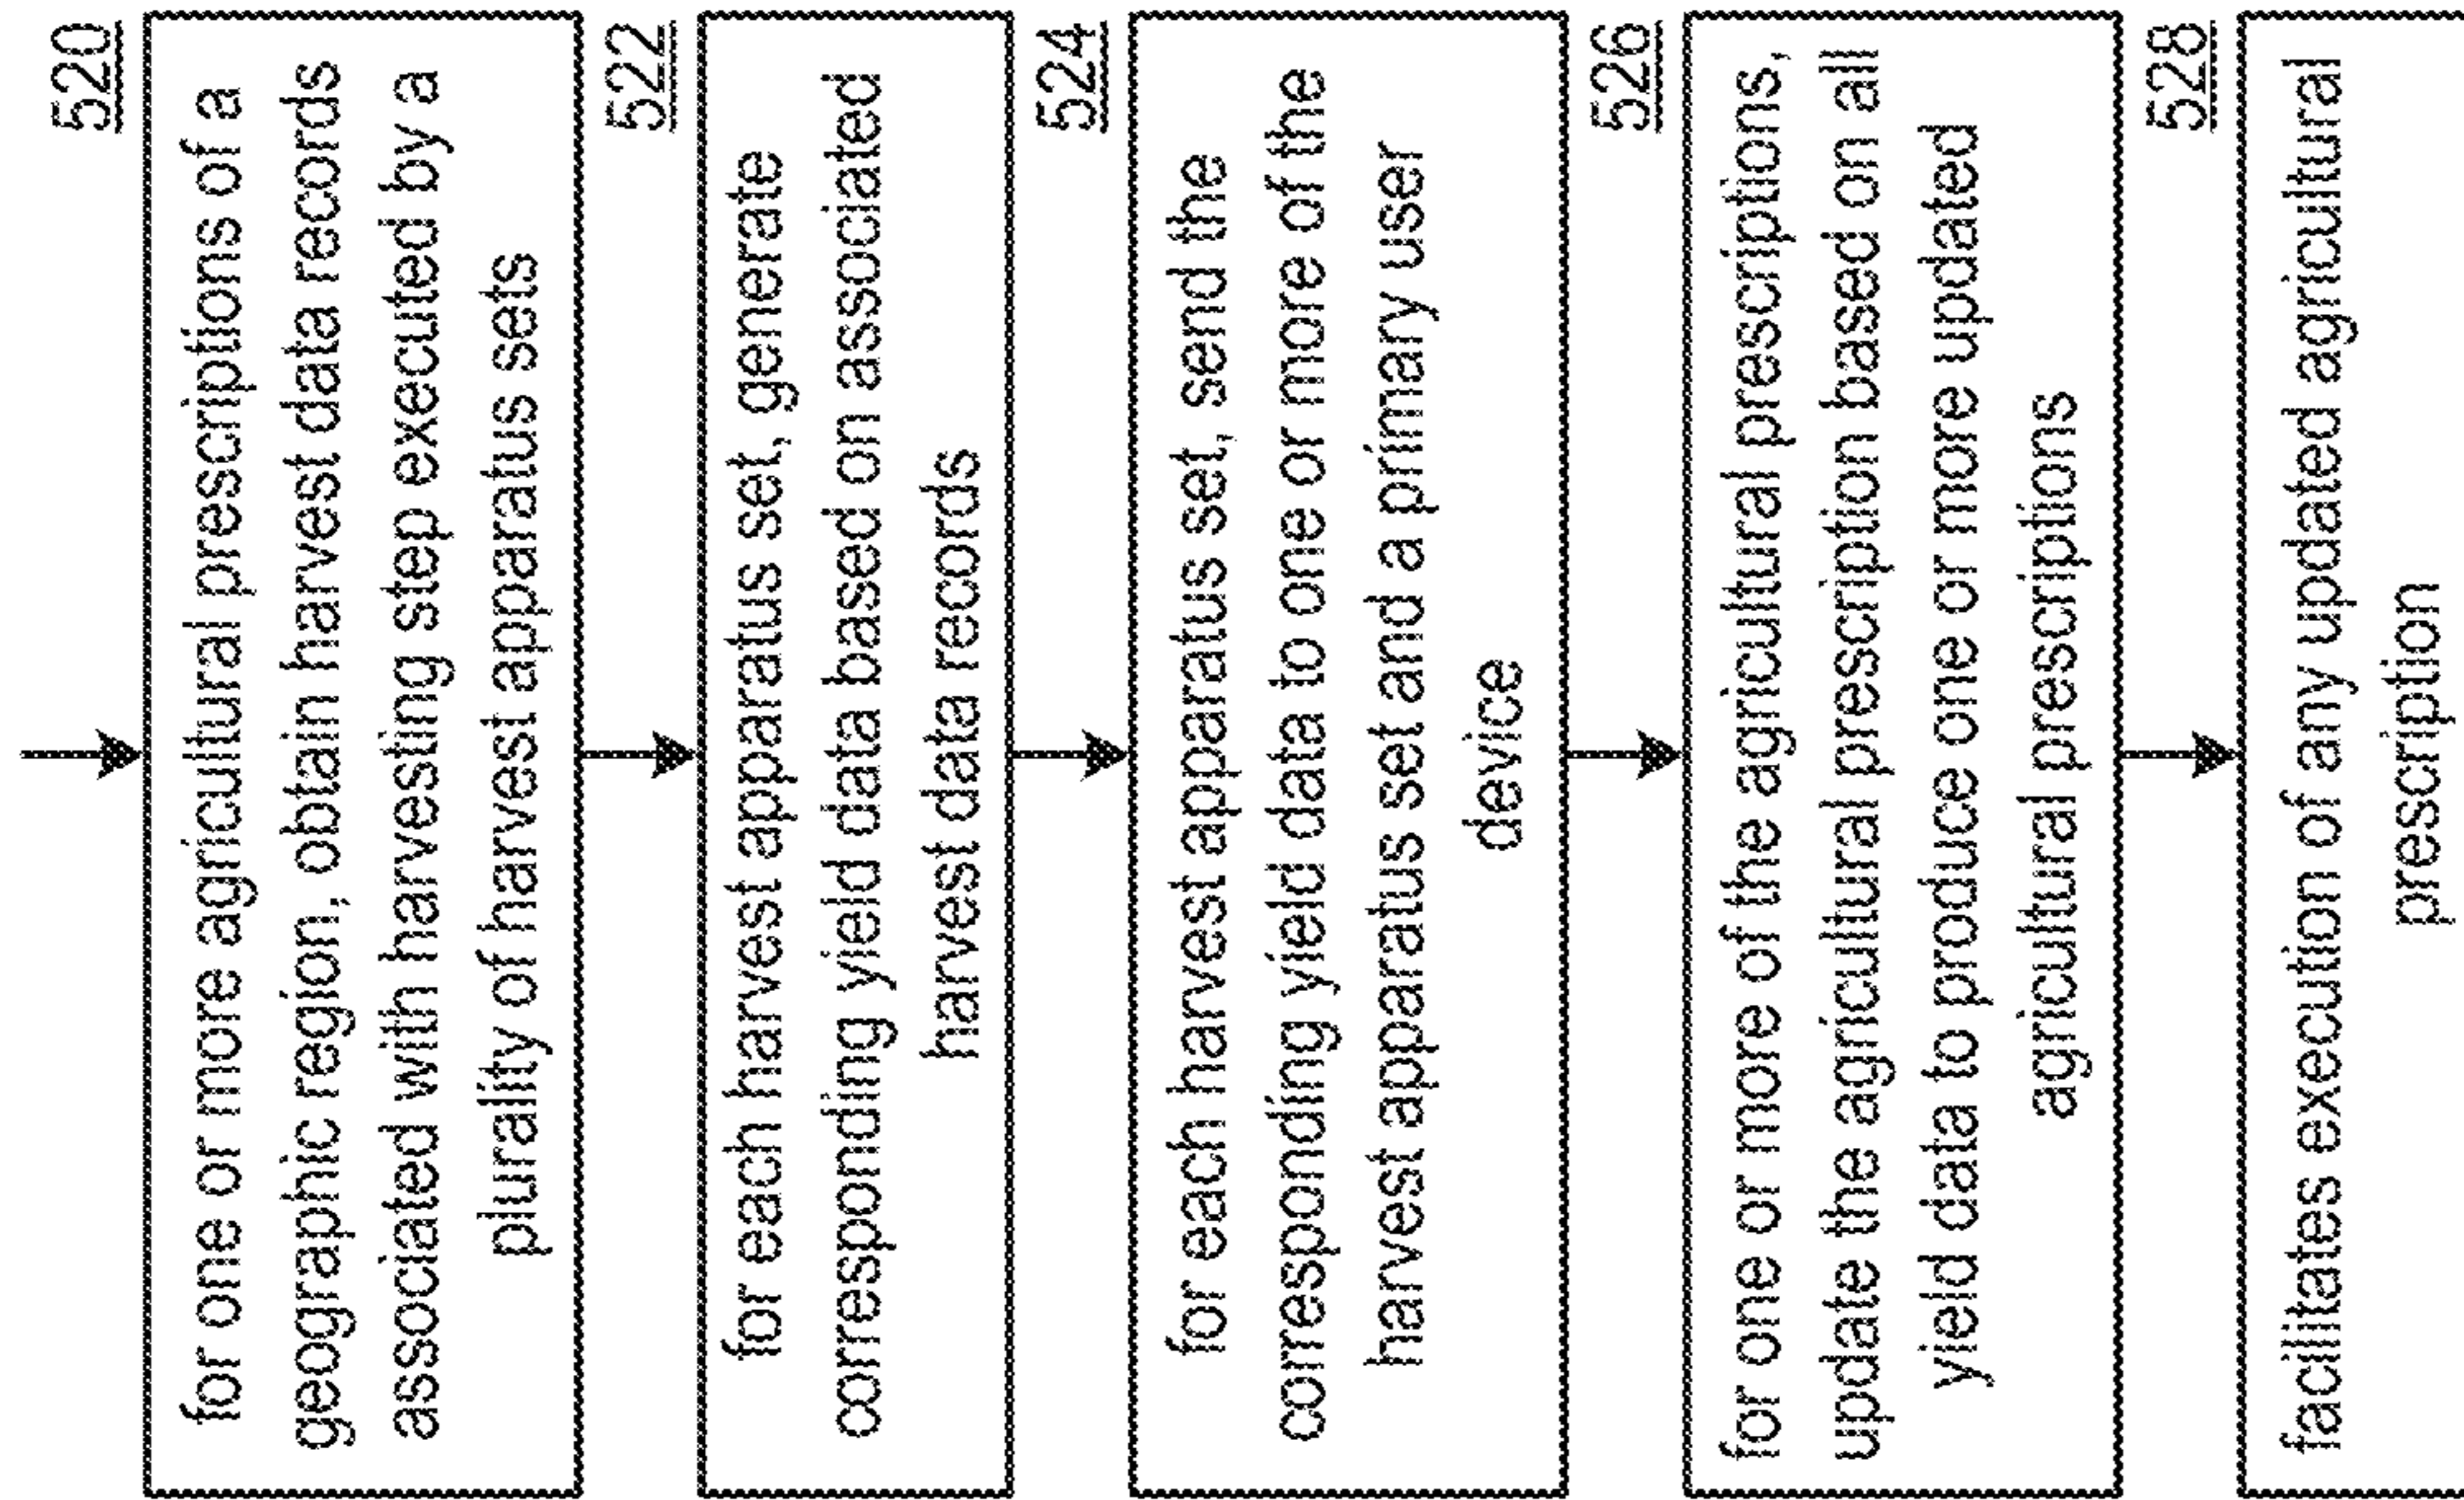 520
for one or more agricultural prescriptions of a
geographic region, obtain harvest data records
associated with harvesting step executed by a
plurality of harvest apparatus sets
522
for each harvest apparatus set, generate
corresponding yield data based on associated
harvest data records
524
for each harvest apparatus set, send the
corresponding yield data to one or more of the
harvest apparatus set and a primary user
device
526
for one or more of the agricultural prescriptions,
update the agricultural prescription based on all
yield data to produce one or more updated
agricultural prescriptions
528
facilitates execution of any updated agricultural
prescription